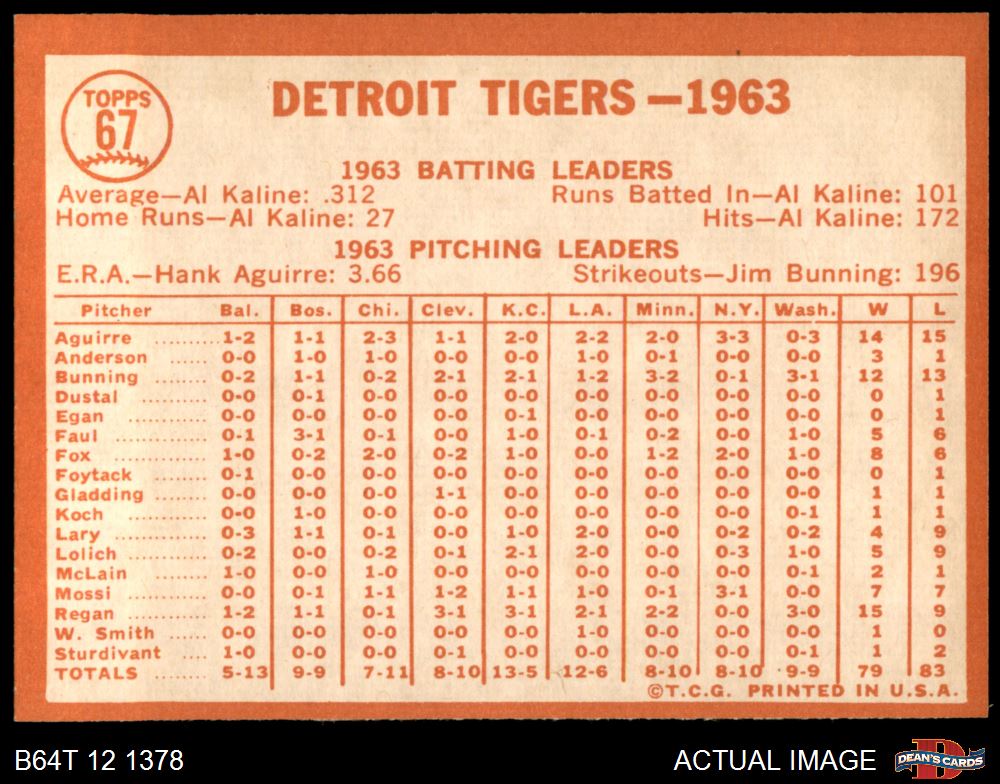 TOPPS
67
DETROIT TIGERS—1963
1963 BATTING LEADERS
Average—Al Kaline: .312 Runs Batted In—Al Kaline: 101
Home Runs—Al Kaline: 27 Hits—Al Kaline: 172
1963 PITCHING LEADERS
E.R.A.—Hank Aguirre: 3.66 Strikeouts—Jim Bunning: 196
Pitcher Bal. Bos. Chi. Clev. K.C. L.A. Minn. N.Y. Wash. W L
Aguirre .......... 1-2 1-1 2-3 1-1 2-0 2-2 2-0 3-3 0-3 14 15
Anderson ....... 0-0 1-0 1-0 0-0 0-0 1-0 0-1 0-0 0-0 3 1
Bunning ........ 0-2 1-1 0-2 2-1 2-1 1-2 3-2 0-1 3-1 12 13
Dustal .......... 0-0 0-1 0-0 0-0 0-0 0-0 0-0 0-0 0-0 0 1
Egan ............ 0-0 0-0 0-0 0-0 0-1 0-0 0-0 0-0 0-0 0 1
Faul ............. 0-1 3-1 0-1 0-0 1-0 0-1 0-2 0-0 1-0 5 6
Fox .............. 1-0 0-2 2-0 0-2 1-0 0-0 1-2 2-0 1-0 8 6
Foytack ......... 0-1 0-0 0-0 0-0 0-0 0-0 0-0 0-0 0-0 0 1
Gladding ....... 0-0 0-0 0-0 1-1 0-0 0-0 0-0 0-0 0-0 1 1
Koch ............ 0-0 1-0 0-0 0-0 0-0 0-0 0-0 0-0 0-1 1 1
Lary ............. 0-3 1-1 0-1 0-0 1-0 2-0 0-0 0-2 0-2 4 9
Lolich ........... 0-2 0-0 0-2 0-1 2-1 2-0 0-0 0-3 1-0 5 9
McLain ......... 1-0 0-0 1-0 0-0 0-0 0-0 0-0 0-0 0-1 2 1
Mossi ........... 0-0 0-1 1-1 1-2 1-1 1-0 0-1 3-1 0-0 7 7
Regan .......... 1-2 1-1 0-1 3-1 3-1 2-1 2-2 0-0 3-0 15 9
W. Smith ...... 0-0 0-0 0-0 0-0 0-0 1-0 0-0 0-0 0-0 1 0
Sturdivant .... 1-0 0-0 0-0 0-1 0-0 0-0 0-0 0-0 0-1 1 2
TOTALS ....... 5-13 9-9 7-11 8-10 13-5 12-6 8-10 8-10 9-9 79 83
©T.C.G. PRINTED IN U.S.A.
B64T 12 1378 ACTUAL IMAGE DEAN'S CARDS